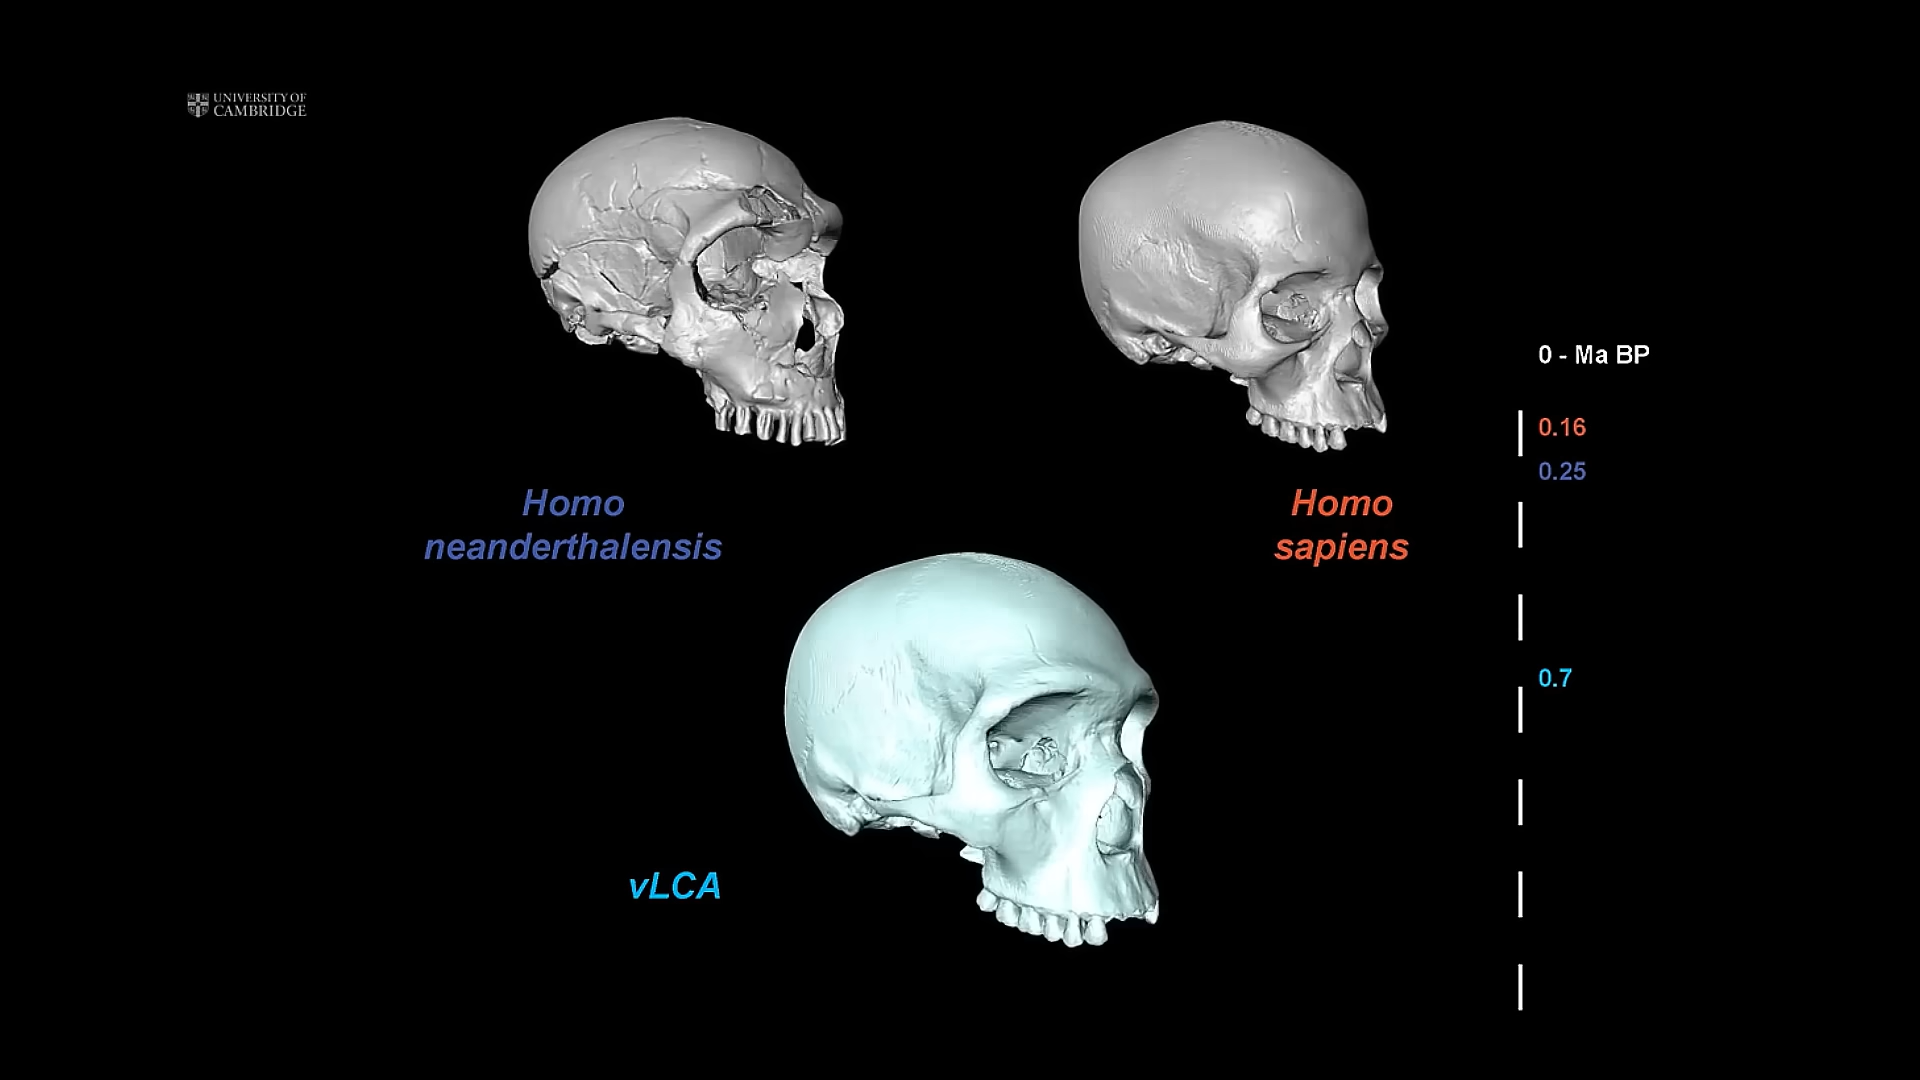 UNIVERSITY OF
CAMBRIDGE
Homo
neanderthalensis
Homo
sapiens
vLCA
0 - Ma BP
0.16
0.25
0.7